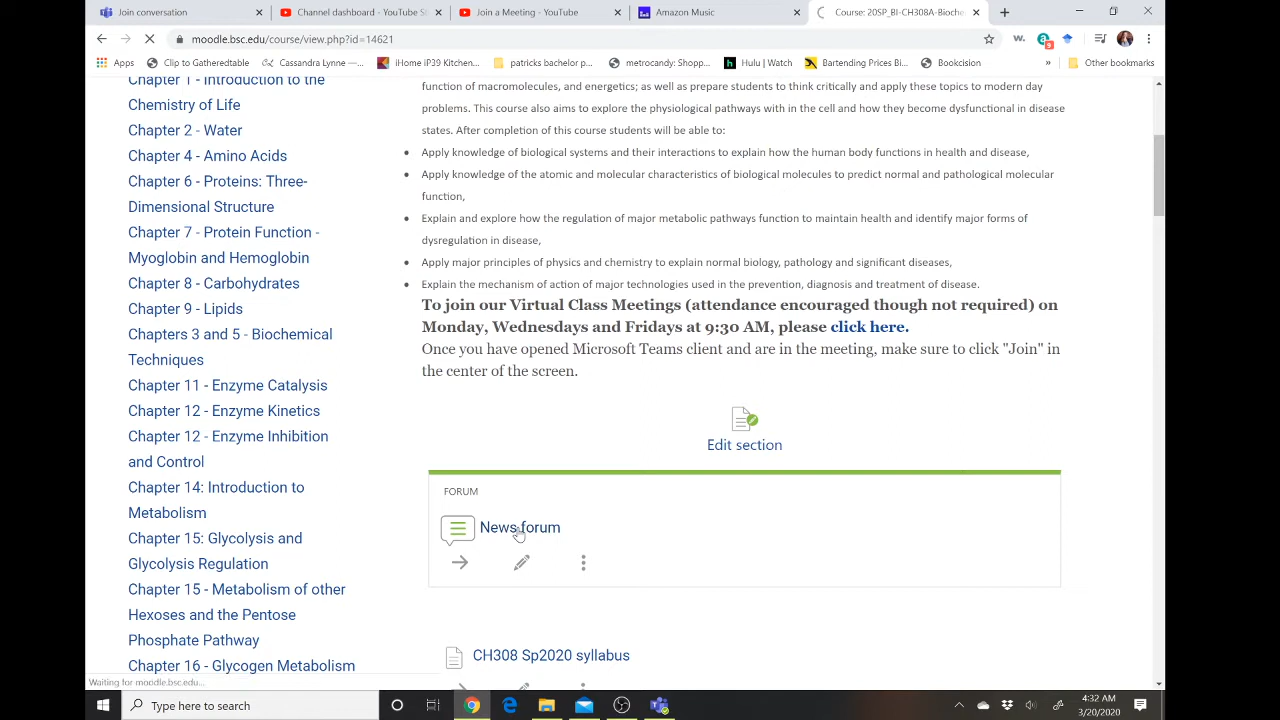 Join conversation
Channel dashboard - YouTube S
Join a Meeting - YouTube
Amazon Music
Course: 20SP_BI-CH308A-Bioche
moodle.bsc.edu/course/view.php?id=14621
W.
a
9
Apps
Clip to Gatheredtable
Cassandra Lynne —...
iHome iP39 Kitchen...
patricks bachelor p...
metrocandy: Shopp...
Hulu | Watch
Bartending Prices Bi...
Bookcision
»
Other bookmarks
Chapter 1 - Introduction to the
Chemistry of Life
Chapter 2 - Water
Chapter 4 - Amino Acids
Chapter 6 - Proteins: Three-
Dimensional Structure
Chapter 7 - Protein Function -
Myoglobin and Hemoglobin
Chapter 8 - Carbohydrates
Chapter 9 - Lipids
Chapters 3 and 5 - Biochemical
Techniques
Chapter 11 - Enzyme Catalysis
Chapter 12 - Enzyme Kinetics
Chapter 12 - Enzyme Inhibition
and Control
Chapter 14: Introduction to
Metabolism
Chapter 15: Glycolysis and
Glycolysis Regulation
Chapter 15 - Metabolism of other
Hexoses and the Pentose
Phosphate Pathway
Chapter 16 - Glycogen Metabolism
function of macromolecules, and energetics; as well as prepare students to think critically and apply these topics to modern day
problems. This course also aims to explore the physiological pathways with in the cell and how they become dysfunctional in disease
states. After completion of this course students will be able to:
Apply knowledge of biological systems and their interactions to explain how the human body functions in health and disease,
Apply knowledge of the atomic and molecular characteristics of biological molecules to predict normal and pathological molecular
function,
Explain and explore how the regulation of major metabolic pathways function to maintain health and identify major forms of
dysregulation in disease,
Apply major principles of physics and chemistry to explain normal biology, pathology and significant diseases,
Explain the mechanism of action of major technologies used in the prevention, diagnosis and treatment of disease.
To join our Virtual Class Meetings (attendance encouraged though not required) on
Monday, Wednesdays and Fridays at 9:30 AM, please click here.
Once you have opened Microsoft Teams client and are in the meeting, make sure to click "Join" in
the center of the screen.
Edit section
FORUM
News forum
CH308 Sp2020 syllabus
Waiting for moodle.bsc.edu...
Type here to search
4:32 AM
3/20/2020